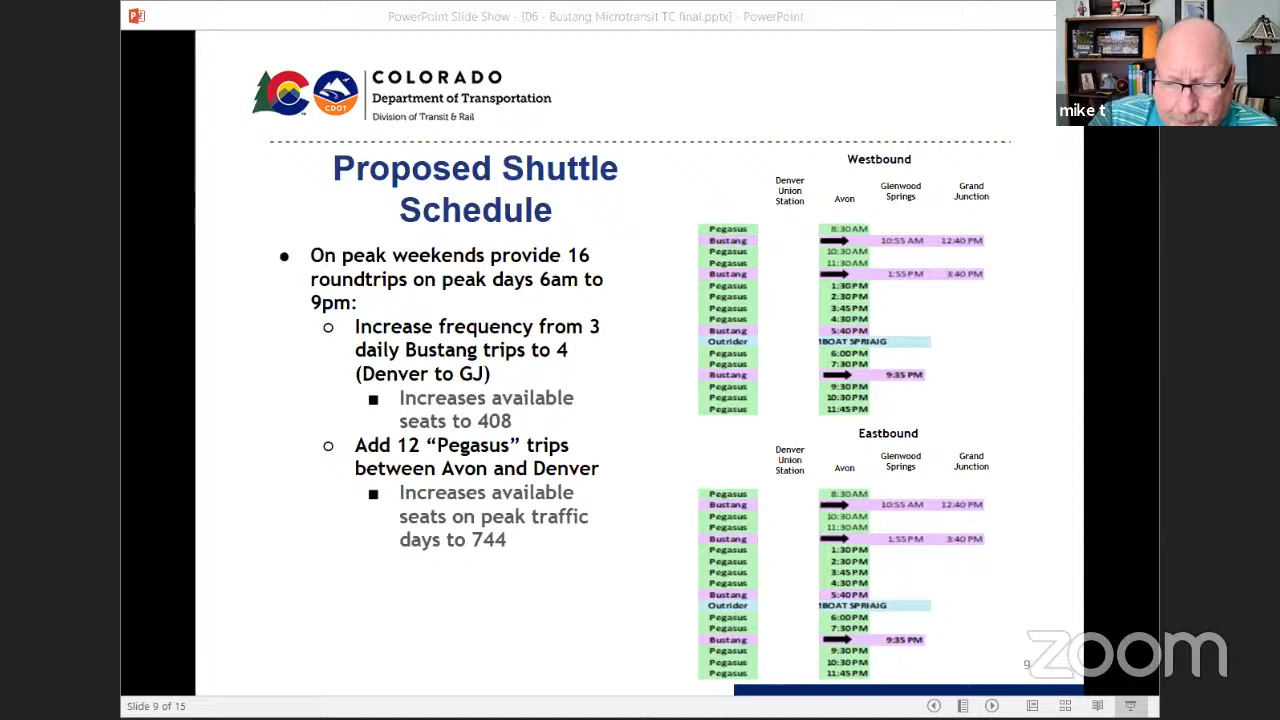 PowerPoint Slide Show - [06 - Bustang Microtransit TC final.pptx] - PowerPoint
mike t
COLORADO
Department of Transportation
Division of Transit & Rail
CDOT
Proposed Shuttle
Schedule
● On peak weekends provide 16
roundtrips on peak days 6am to
9pm:
○ Increase frequency from 3
daily Bustang trips to 4
(Denver to GJ)
■ Increases available
seats to 408
○ Add 12 “Pegasus” trips
between Avon and Denver
■ Increases available
seats on peak traffic
days to 744
Westbound
Denver Union Station Avon Glenwood Springs Grand Junction
Pegasus 8:30 AM
Bustang 10:55 AM 12:40 PM
Pegasus 10:30 AM
Pegasus 11:30 AM
Bustang 1:55 PM 3:40 PM
Pegasus 1:30 PM
Pegasus 2:30 PM
Pegasus 3:45 PM
Pegasus 4:30 PM
Bustang 5:40 PM
Outrider MBOAT SPRIAIG
Pegasus 6:00 PM
Pegasus 7:30 PM
Bustang 9:35 PM
Pegasus 9:30 PM
Pegasus 10:30 PM
Pegasus 11:45 PM
Eastbound
Denver Union Station Avon Glenwood Springs Grand Junction
Pegasus 8:30 AM
Bustang 10:55 AM 12:40 PM
Pegasus 10:30 AM
Pegasus 11:30 AM
Bustang 1:55 PM 3:40 PM
Pegasus 1:30 PM
Pegasus 2:30 PM
Pegasus 3:45 PM
Pegasus 4:30 PM
Bustang 5:40 PM
Outrider MBOAT SPRIAIG
Pegasus 6:00 PM
Pegasus 7:30 PM
Bustang 9:35 PM
Pegasus 9:30 PM
Pegasus 10:30 PM
Pegasus 11:45 PM
9
zoom
Slide 9 of 15